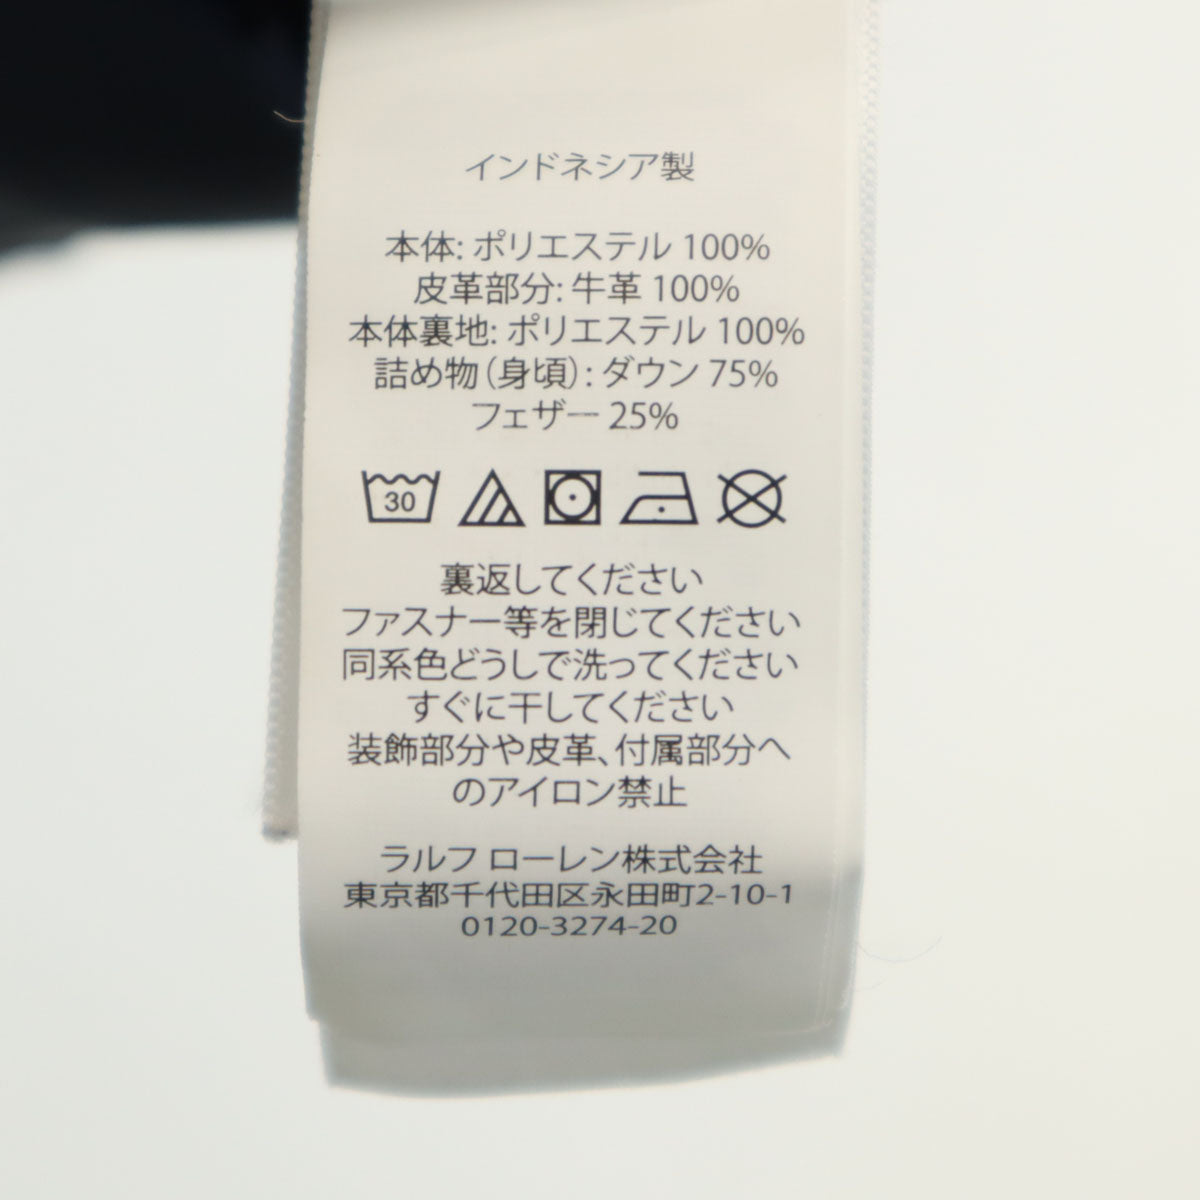 インドネシア製
本体: ポリエステル 100%
皮革部分: 牛革 100%
本体裏地: ポリエステル 100%
詰め物 (身頃) : ダウン 75%
フェザー 25%
30
裏返してください
ファスナー等を閉じてください
同系色どうしで洗ってください
すぐに干してください
装飾部分や皮革、付属部分へ
のアイロン禁止
ラルフ ローレン株式会社
東京都千代田区永田町2-10-1
0120-3274-20